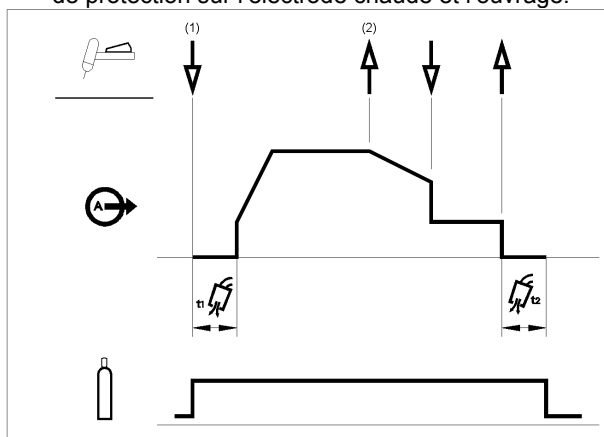 de protection sur l'électrode chaude et l'ouvrage.
(1) (2)
A
t1 t2